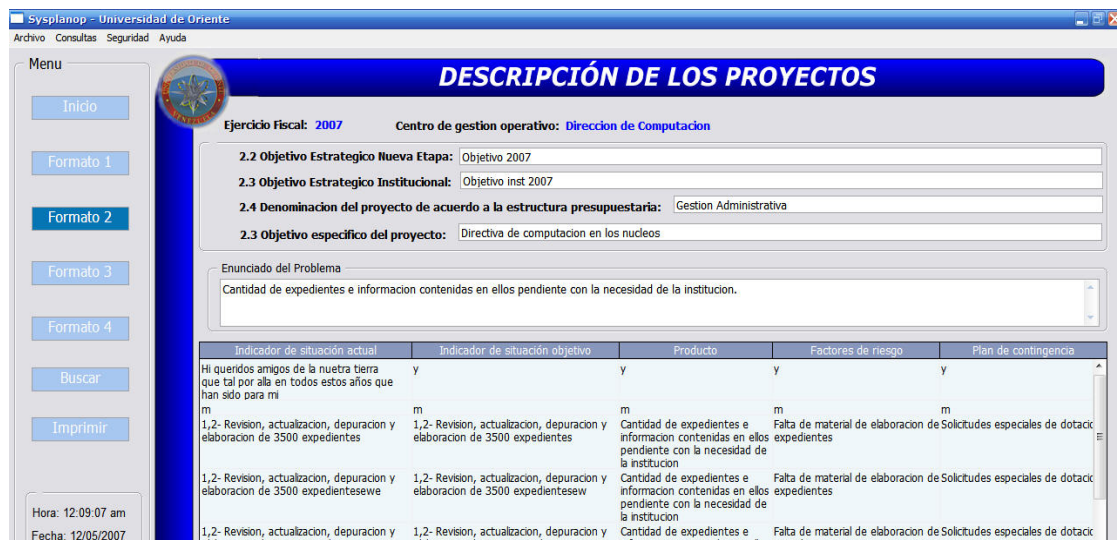 Sysplanop - Universidad de Oriente
Archivo Consultas Seguridad Ayuda
Menu
Inicio
Formato 1
Formato 2
Formato 3
Formato 4
Buscar
Imprimir
Hora: 12:09:07 am
Fecha: 12/05/2007
DESCRIPCIÓN DE LOS PROYECTOS
Ejercicio Fiscal: 2007 Centro de gestion operativo: Direccion de Computacion
2.2 Objetivo Estrategico Nueva Etapa: Objetivo 2007
2.3 Objetivo Estrategico Institucional: Objetivo inst 2007
2.4 Denominacion del proyecto de acuerdo a la estructura presupuestaria: Gestion Administrativa
2.3 Objetivo especifico del proyecto: Directiva de computacion en los nucleos
Enunciado del Problema
Cantidad de expedientes e informacion contenidas en ellos pendiente con la necesidad de la institucion.
Indicador de situación actual Indicador de situación objetivo Producto Factores de riesgo Plan de contingencia
Hi queridos amigos de la nuetra tierra y y y y
que tal por alla en todos estos años que
han sido para mi
m m m m m
1,2- Revision, actualizacion, depuracion y 1,2- Revision, actualizacion, depuracion y Cantidad de expedientes e Falta de material de elaboracion de Solicitudes especiales de dotacic
elaboracion de 3500 expedientes elaboracion de 3500 expedientes informacion contenidas en ellos expedientes
pendiente con la necesidad de
la institucion
1,2- Revision, actualizacion, depuracion y 1,2- Revision, actualizacion, depuracion y Cantidad de expedientes e Falta de material de elaboracion de Solicitudes especiales de dotacic
elaboracion de 3500 expedientesewe elaboracion de 3500 expedientesew informacion contenidas en ellos expedientes
pendiente con la necesidad de
la institucion
1,2- Revision, actualizacion, depuracion y 1,2- Revision, actualizacion, depuracion y Cantidad de expedientes e Falta de material de elaboracion de Solicitudes especiales de dotacic